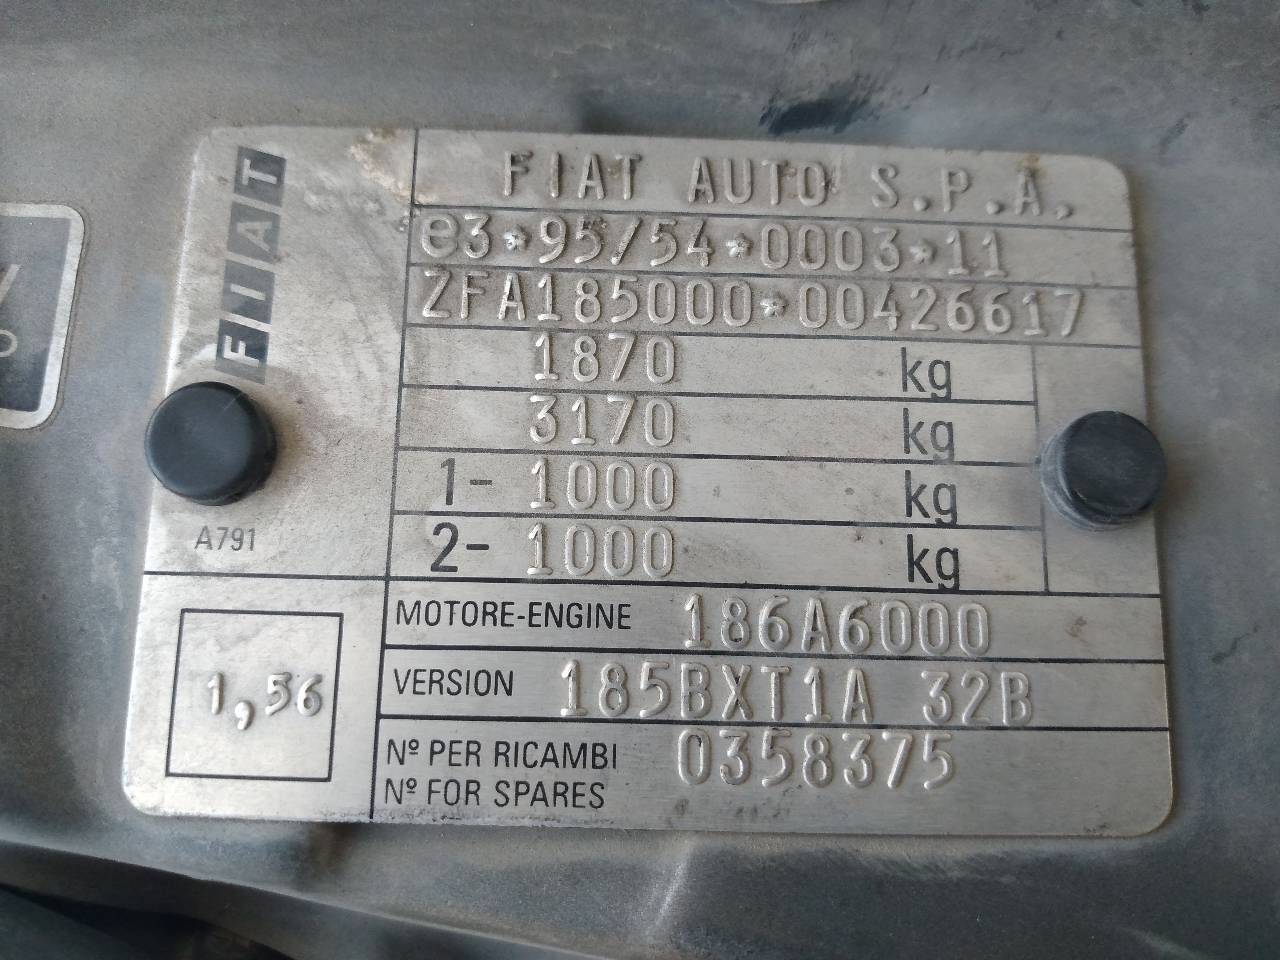 FIAT
FIAT AUTO S.P.A.
e3*95/54*0003*11
ZFA185000*00426617
1870 kg
3170 kg
1- 1000 kg
2- 1000 kg
A791
MOTORE-ENGINE 186A6000
1,56
VERSION 185BXT1A 32B
Nº PER RICAMBI 0358375
Nº FOR SPARES